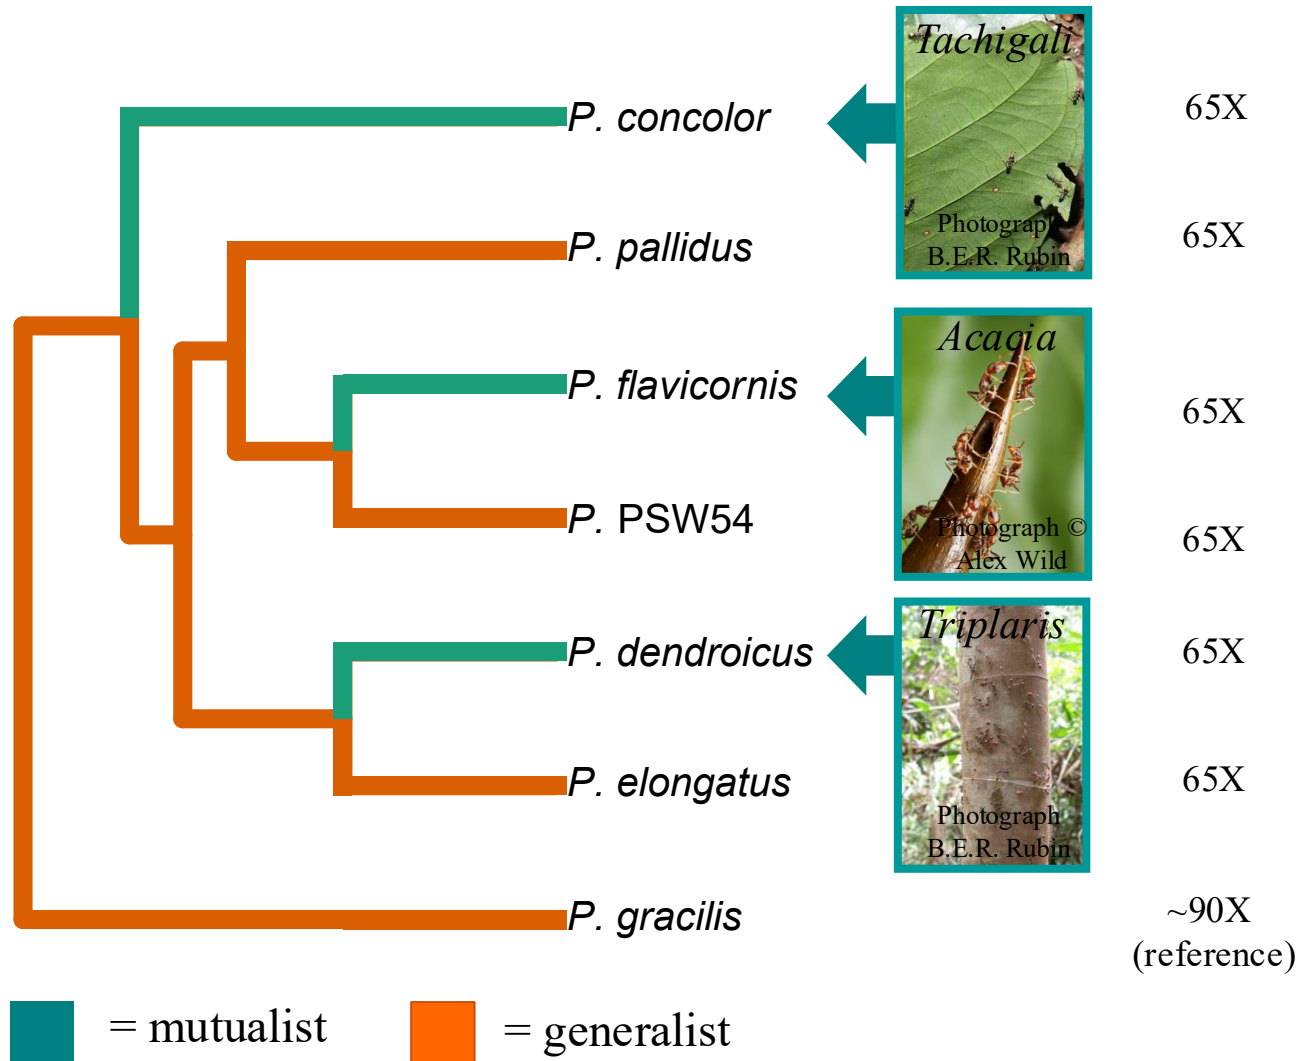 Tachigali
P. concolor
65X
Photograph
B.E.R. Rubin
P. pallidus
65X
Acacia
P. flavicornis
65X
P. PSW54
Photograph ©
Alex Wild
65X
Triplaris
P. dendroicus
65X
P. elongatus
65X
Photograph
B.E.R. Rubin
P. gracilis
~90X
(reference)
= mutualist
= generalist